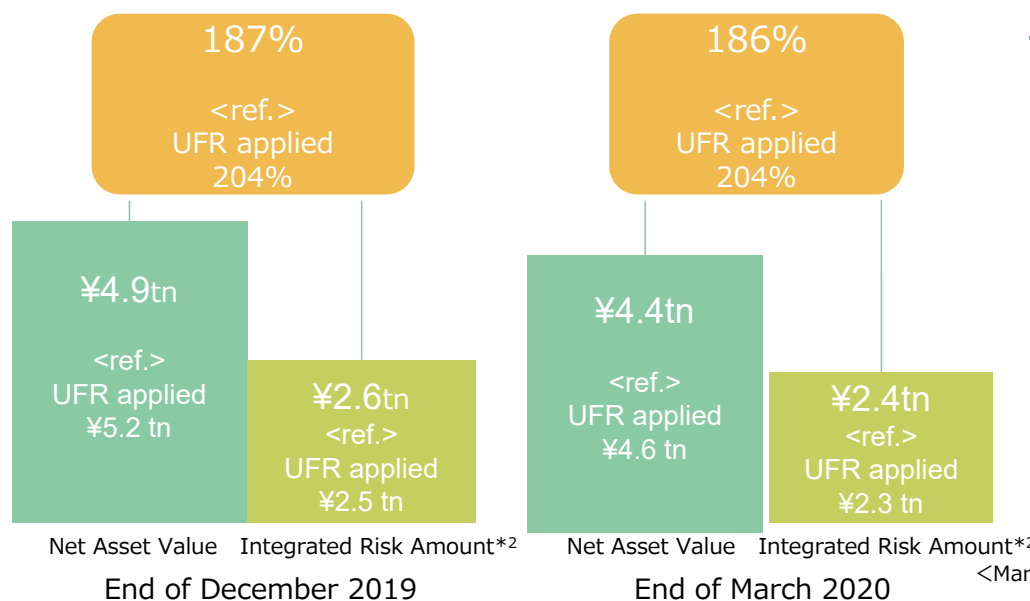 187%
<ref.>
UFR applied
204%
¥4.9tn
<ref.>
UFR applied
¥5.2 tn
¥2.6tn
<ref.>
UFR applied
¥2.5 tn
Net Asset Value
Integrated Risk Amount*2
End of December 2019
186%
<ref.>
UFR applied
204%
¥4.4tn
<ref.>
UFR applied
¥4.6 tn
¥2.4tn
<ref.>
UFR applied
¥2.3 tn
Net Asset Value
Integrated Risk Amount*2
End of March 2020